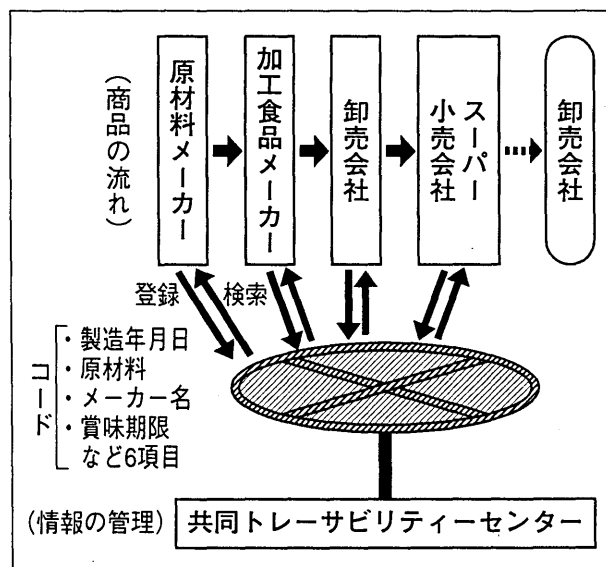 (商品の流れ)
原材料メーカー
加工食品メーカー
卸売会社
スーパー
小売会社
卸売会社
登録
検索
コード
・製造年月日
・原材料
・メーカー名
・賞味期限
など6項目
(情報の管理)
共同トレーサビリティーセンター